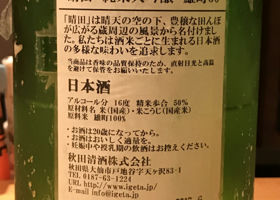 「晴田」は晴天の空の下、豊穣な田んぼ
が広がる蔵周辺の風景から名付けまし
た。私たちは酒米ごとに生まれる日本酒
の多様な味わいを追求します。
当商品は香味の品質保持のため、直射日光と高温
を避けて保管をお願いいたします。
日本酒
アルコール分 16度 精米歩合 50%
原材料名 米(国産)・米こうじ(国産米)
原料米 雄町100%
・お酒は20歳になってから。
・お酒はおいしく適量を。
・妊娠中や授乳期の飲酒はお控えください。
秋田清酒株式会社
秋田県大仙市戸地谷字天ヶ沢83-1
TEL 0187-63-1224
URL http://www.igeta.jp/
E-mail info@igeta.jp